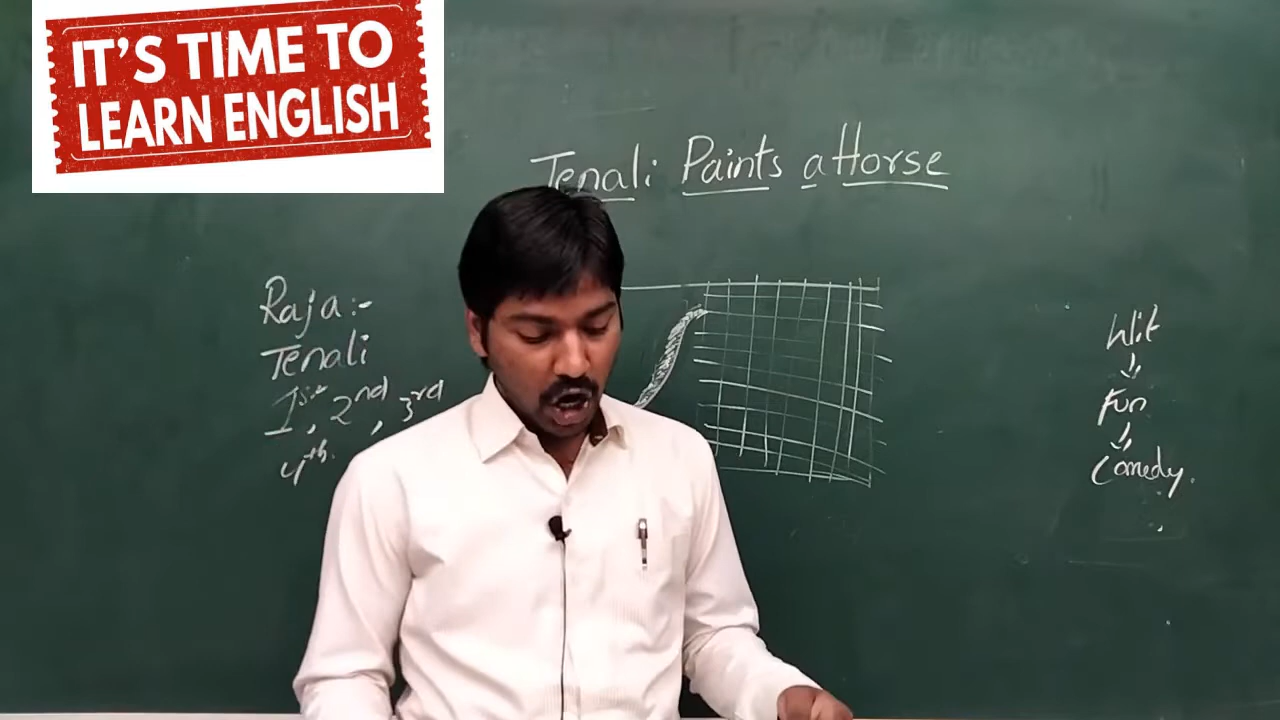 IT'S TIME TO
LEARN ENGLISH
Tenali Paints a Horse
Raja:-
Tenali
1st, 2nd, 3rd
4th.
Wit
↓
Fun
↓
Comedy.